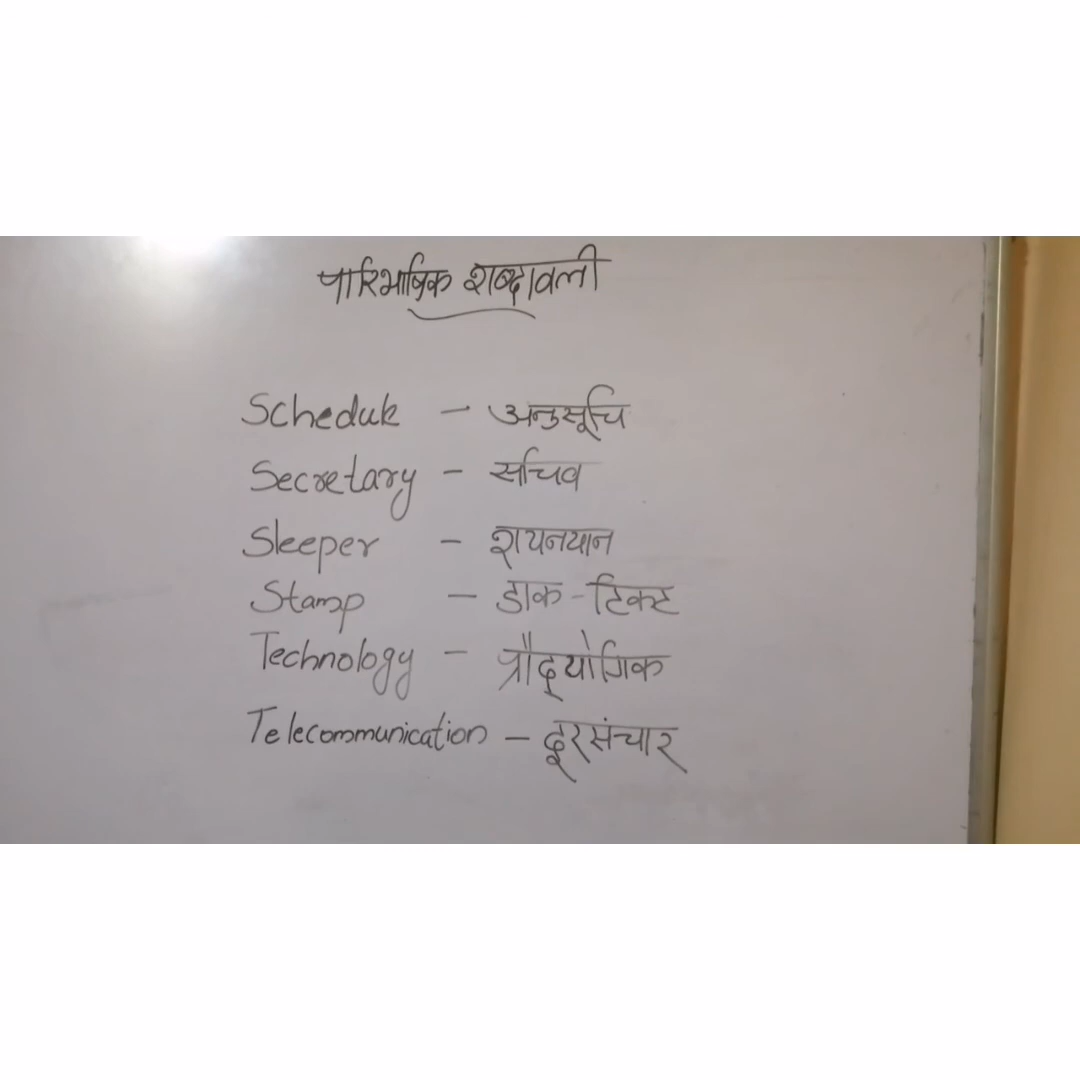 पारिभाषिक शब्दावली
Schedule - अनुसूचि
Secretary - सचिव
Sleeper - शयनयान
Stamp - डाक-टिकट
Technology - प्रौद्योगिक
Telecommunication - दूरसंचार